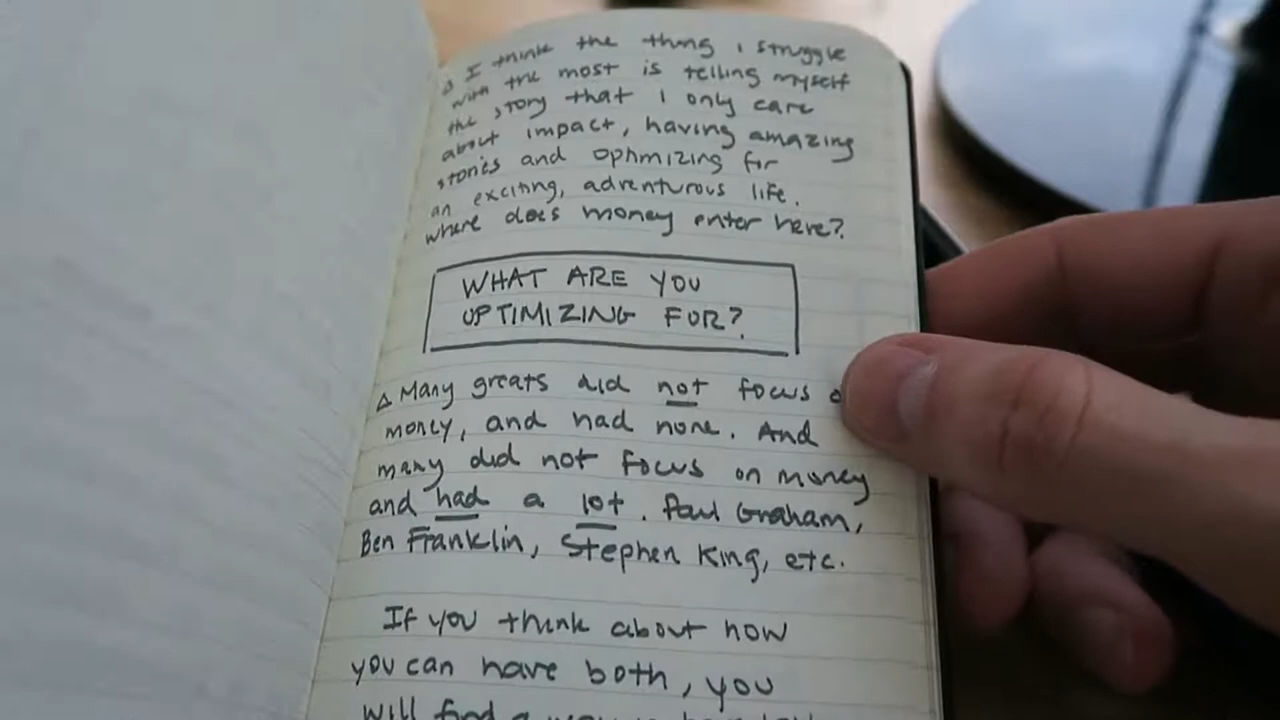 △ I think the thing i struggle
with the most is telling myself
the story that I only care
about impact, having amazing
stories and optimizing for
an exciting, adventurous life.
where does money enter here?
WHAT ARE YOU
OPTIMIZING FOR?
△ Many greats did not focus
money, and had none. And
many did not focus on money
and had a lot. Paul Graham,
Ben Franklin, Stephen King, etc.
If you think about how
you can have both, you
will find a way